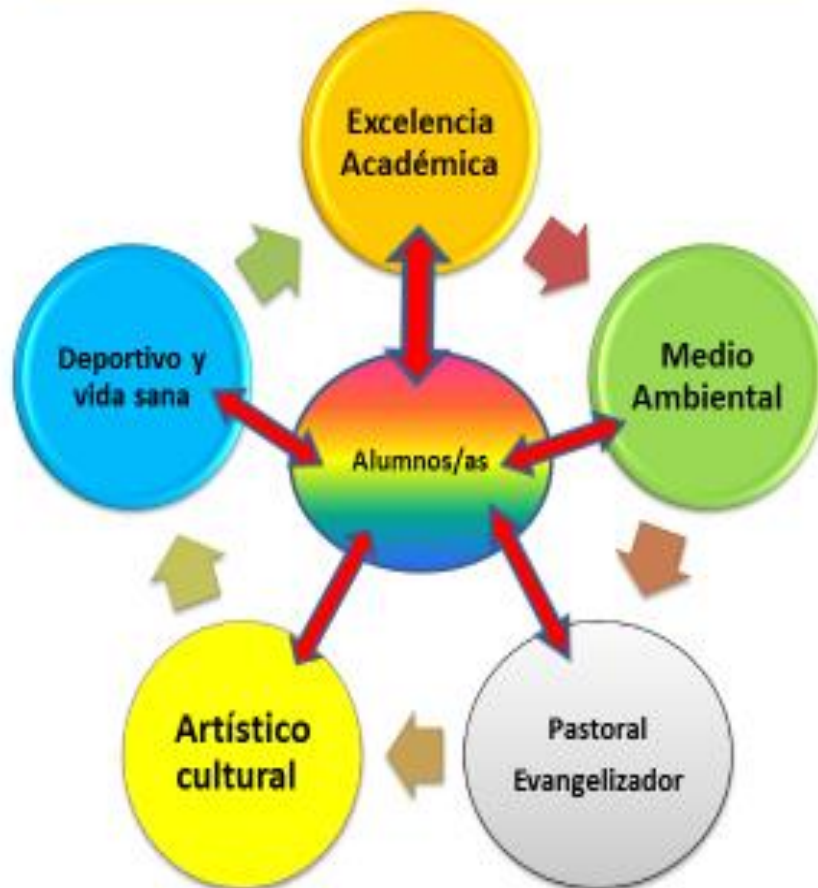 Excelencia
Académica
Medio
Ambiental
Pastoral
Evangelizador
Artístico
cultural
Deportivo y
vida sana
Alumnos/as